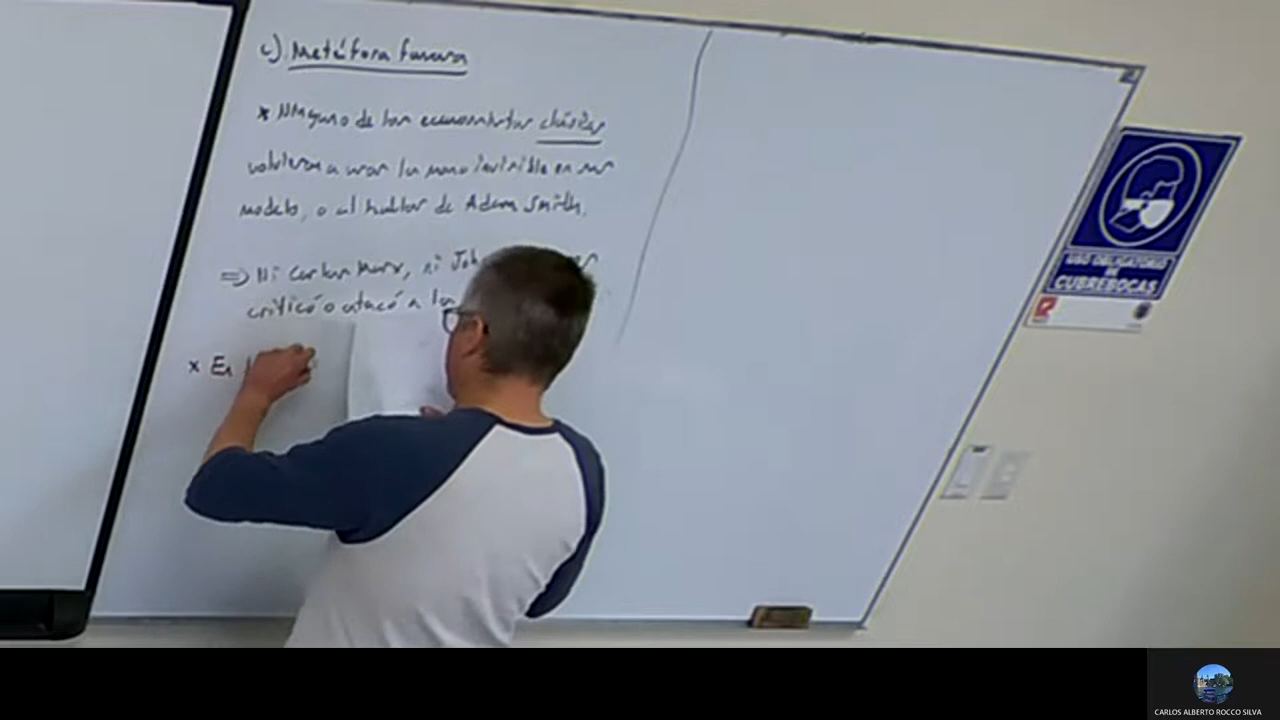 c). Metáfora famosa
* Ninguno de los economistas clásicos
volvieron a usar la mano invisible en sus
modelos, o al hablar de Adam Smith.
⇒ Ni Carlos Marx, ni Joh
criticó o atacó a la
x En
USO OBLIGATORIO
DE
CUBREBOCAS
CARLOS ALBERTO ROCCO SILVA